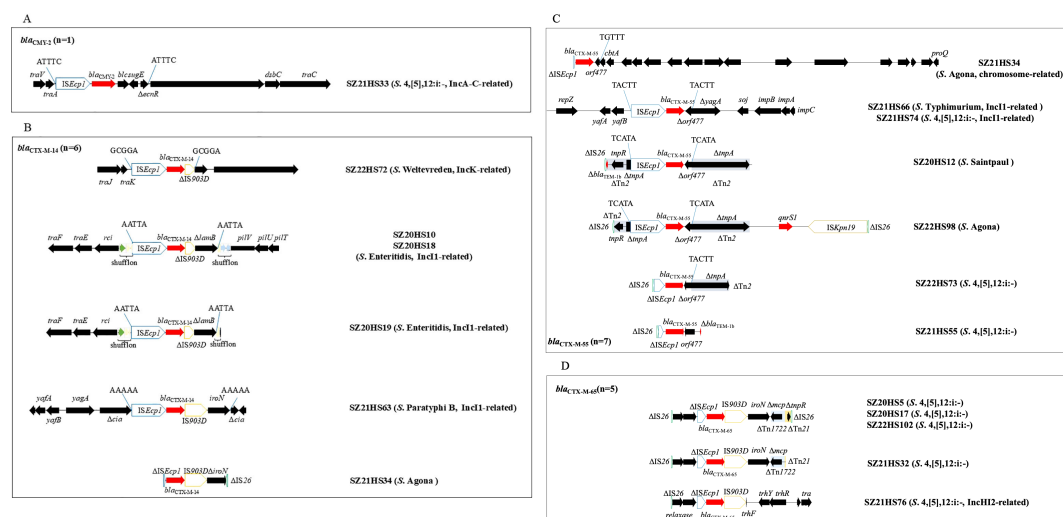 A
blaCMY-2 (n=1)
ATTTC
ATTTC
traV
blaCMY-2
blc
sugE
dsbC
traC
ISEcp1
traA
ΔecnR
SZ21HS33 (S. 4,[5],12:i:-, IncA-C-related)
B
blaCTX-M-14 (n=6)
GCGGA
GCGGA
blaCTX-M-14
ISEcp1
traJ
traK
ΔIS903D
SZ22HS72 (S. Weltevreden, IncK-related)
AATTA
AATTA
traF
traE
rci
blaCTX-M-14
ΔlamB
pilV
pilU
pilT
ISEcp1
ΔIS903D
shufflon
shufflon
SZ20HS10
SZ20HS18
(S. Enteritidis, IncI1-related)
AATTA
AATTA
traF
traE
rci
blaCTX-M-14
ΔlamB
ISEcp1
ΔIS903D
shufflon
shufflon
SZ20HS19 (S. Enteritidis, IncI1-related)
AAAAA
AAAAA
yafA
yagA
blaCTX-M-14
iroN
ISEcp1
yafB
Δcia
IS903D
Δcia
SZ21HS63 (S. Paratyphi B, IncI1-related)
ΔISEcp1
IS903D
ΔiroN
blaCTX-M-14
ΔIS26
SZ21HS34 (S. Agona )
C
TGTTT
blaCTX-M-55
cbtA
proQ
ΔISEcp1
orf477
SZ21HS34
(S. Agona, chromosome-related)
TACTT
TACTT
repZ
blaCTX-M-55
ΔyagA
soj
impB
impA
ISEcp1
yafA
yafB
Δorf477
impC
SZ21HS66 (S. Typhimurium, IncI1-related )
SZ21HS74 (S. 4,[5],12:i:-, IncI1-related)
TCATA
TCATA
ΔIS26
tnpR
blaCTX-M-55
ΔtnpA
ISEcp1
ΔblaTEM-1b
ΔtnpA
Δorf477
ΔTn2
ΔTn2
SZ20HS12 (S. Saintpaul )
TCATA
TCATA
ΔTn2
blaCTX-M-55
ΔtnpA
qnrS1
ΔIS26
ISEcp1
ISKpn19
ΔIS26
tnpR
ΔtnpA
Δorf477
ΔTn2
SZ22HS98 (S. Agona)
TACTT
blaCTX-M-55
ΔtnpA
ΔIS26
ΔTn2
ΔISEcp1
Δorf477
SZ22HS73 (S. 4,[5],12:i:-)
blaCTX-M-55
ΔblaTEM-1b
ΔIS26
ΔISEcp1
orf477
SZ21HS55 (S. 4,[5],12:i:-)
blaCTX-M-55 (n=7)
D
blaCTX-M-65(n=5)
ΔISEcp1
IS903D
iroN
Δmcp
ΔtnpR
ΔIS26
ΔIS26
blaCTX-M-65
ΔTn1722
ΔTn21
SZ20HS5 (S. 4,[5],12:i:-)
SZ20HS17 (S. 4,[5],12:i:-)
SZ22HS102 (S. 4,[5],12:i:-)
ΔISEcp1
IS903D
iroN
Δmcp
ΔIS26
ΔTn21
blaCTX-M-65
ΔTn1722
SZ21HS32 (S. 4,[5],12:i:-)
ΔIS26
ΔISEcp1
IS903D
trhY
trhR
tra
relaxase
trhF
SZ21HS76 (S. 4,[5],12:i:-, IncHI2-related)